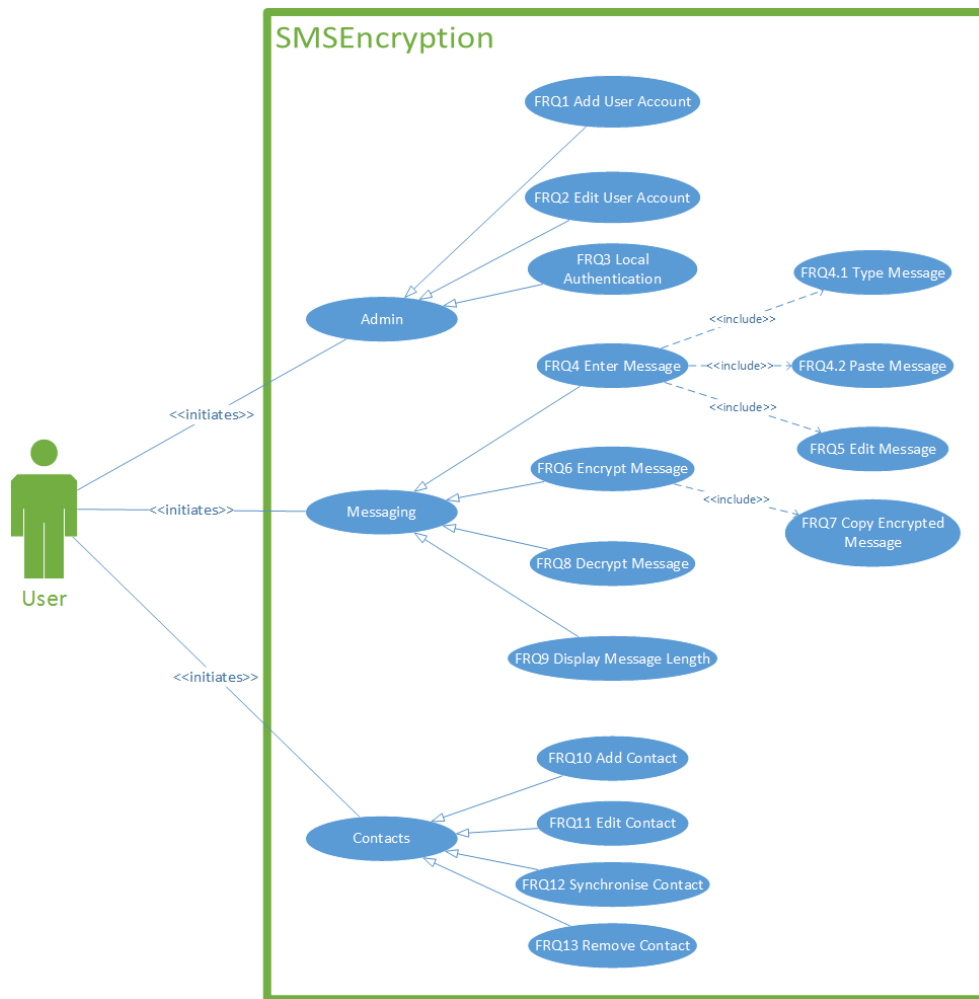 SMSEncryption
FRQ1 Add User Account
FRQ2 Edit User Account
FRQ3 Local
Authentication
Admin
<<initiates>>
FRQ4.1 Type Message
<<include>>
FRQ4 Enter Message
<<include>>
FRQ4.2 Paste Message
<<include>>
FRQ5 Edit Message
FRQ6 Encrypt Message
<<include>>
FRQ7 Copy Encrypted
Message
<<initiates>>
Messaging
FRQ8 Decrypt Message
User
FRQ9 Display Message Length
<<initiates>>
FRQ10 Add Contact
FRQ11 Edit Contact
Contacts
FRQ12 Synchronise Contact
FRQ13 Remove Contact